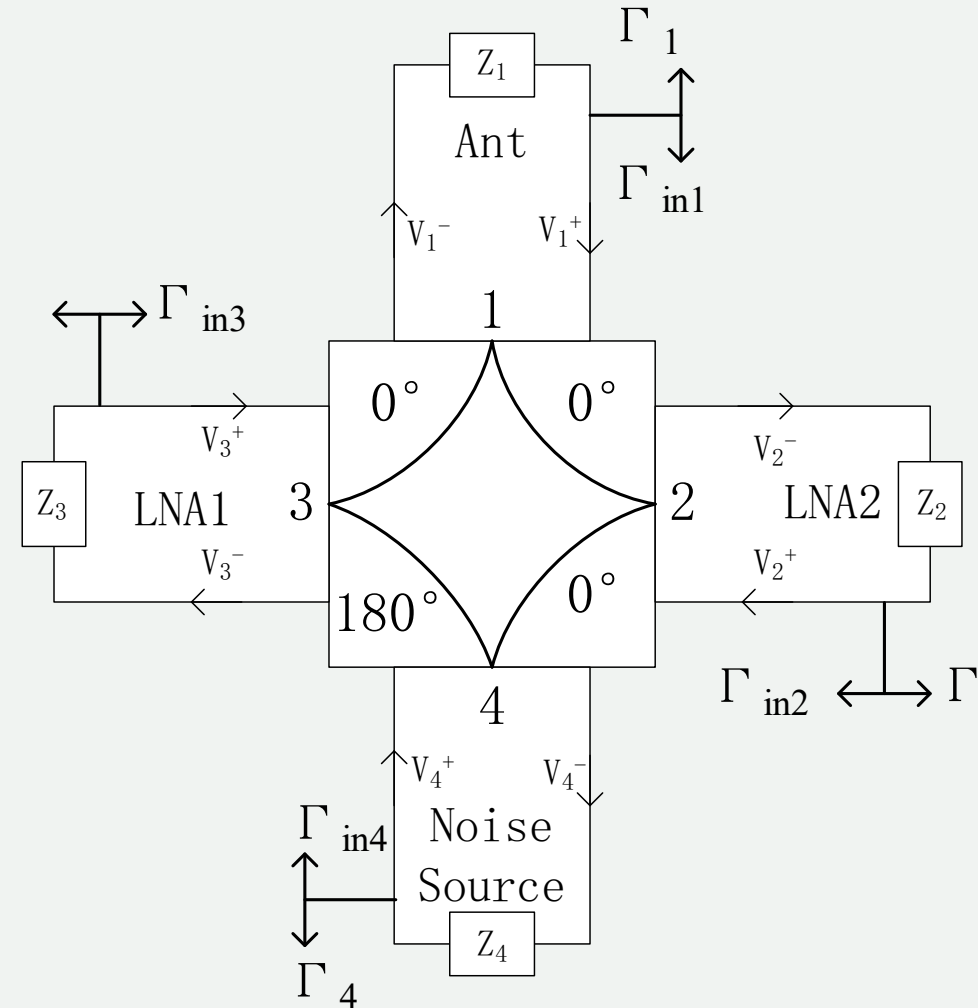 Γ 1
Z₁
Ant
Γ in1
V₁⁻
V₁⁺
Γ in3
1
0°
0°
V₃⁺
V₂⁻
Z₃
LNA1
3
2
LNA2
Z₂
V₃⁻
V₂⁺
180°
0°
Γ in2
Γ
4
V₄⁺
V₄⁻
Γ in4
Noise
Source
Z₄
Γ 4